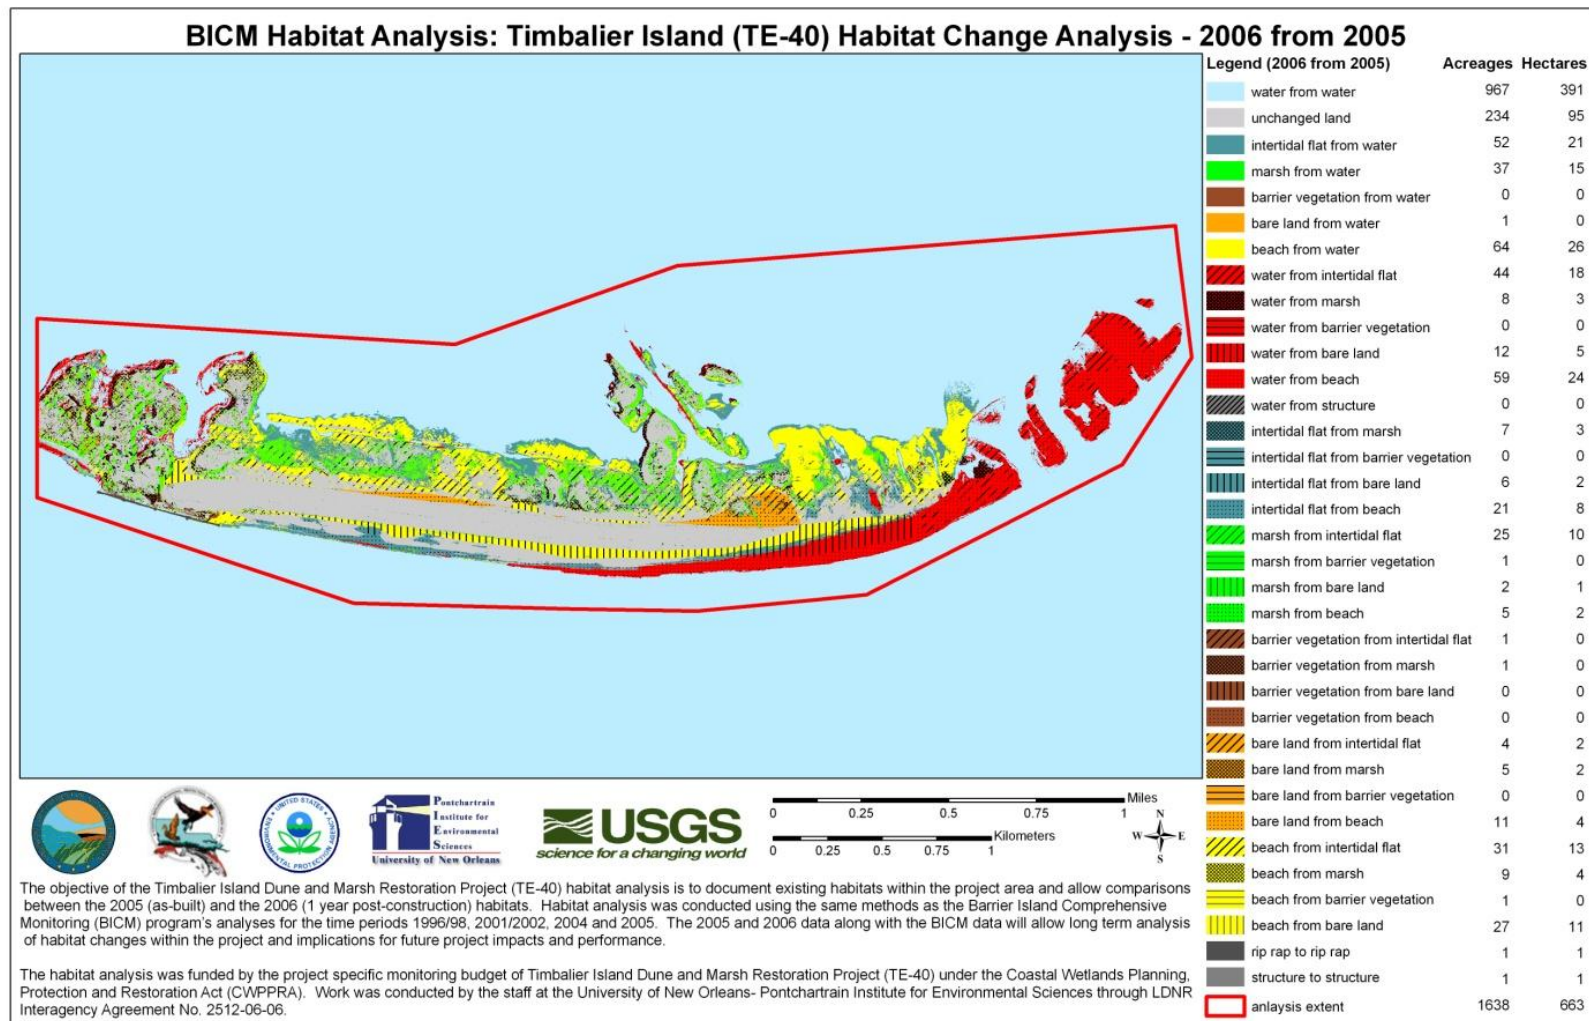 BICM Habitat Analysis: Timbalier Island (TE-40) Habitat Change Analysis - 2006 from 2005
Legend (2006 from 2005) Acreages Hectares
water from water 967 391
unchanged land 234 95
intertidal flat from water 52 21
marsh from water 37 15
barrier vegetation from water 0 0
bare land from water 1 0
beach from water 64 26
water from intertidal flat 44 18
water from marsh 8 3
water from barrier vegetation 0 0
water from bare land 12 5
water from beach 59 24
water from structure 0 0
intertidal flat from marsh 7 3
intertidal flat from barrier vegetation 0 0
intertidal flat from bare land 6 2
intertidal flat from beach 21 8
marsh from intertidal flat 25 10
marsh from barrier vegetation 1 0
marsh from bare land 2 1
marsh from beach 5 2
barrier vegetation from intertidal flat 1 0
barrier vegetation from marsh 1 0
barrier vegetation from bare land 0 0
barrier vegetation from beach 0 0
bare land from intertidal flat 4 2
bare land from marsh 5 2
bare land from barrier vegetation 0 0
bare land from beach 11 4
beach from intertidal flat 31 13
beach from marsh 9 4
beach from barrier vegetation 1 0
beach from bare land 27 11
rip rap to rip rap 1 1
structure to structure 1 1
anlaysis extent 1638 663
UNITED STATES
ENVIRONMENTAL PROTECTION AGENCY
Pontchartrain
Institute for
Environmental
Sciences
University of New Orleans
USGS
science for a changing world
Miles
0 0.25 0.5 0.75 1
Kilometers
0 0.25 0.5 0.75 1
N
W E
S
The objective of the Timbalier Island Dune and Marsh Restoration Project (TE-40) habitat analysis is to document existing habitats within the project area and allow comparisons
between the 2005 (as-built) and the 2006 (1 year post-construction) habitats. Habitat analysis was conducted using the same methods as the Barrier Island Comprehensive
Monitoring (BICM) program's analyses for the time periods 1996/98, 2001/2002, 2004 and 2005. The 2005 and 2006 data along with the BICM data will allow long term analysis
of habitat changes within the project and implications for future project impacts and performance.
The habitat analysis was funded by the project specific monitoring budget of Timbalier Island Dune and Marsh Restoration Project (TE-40) under the Coastal Wetlands Planning,
Protection and Restoration Act (CWPPRA). Work was conducted by the staff at the University of New Orleans- Pontchartrain Institute for Environmental Sciences through LDNR
Interagency Agreement No. 2512-06-06.